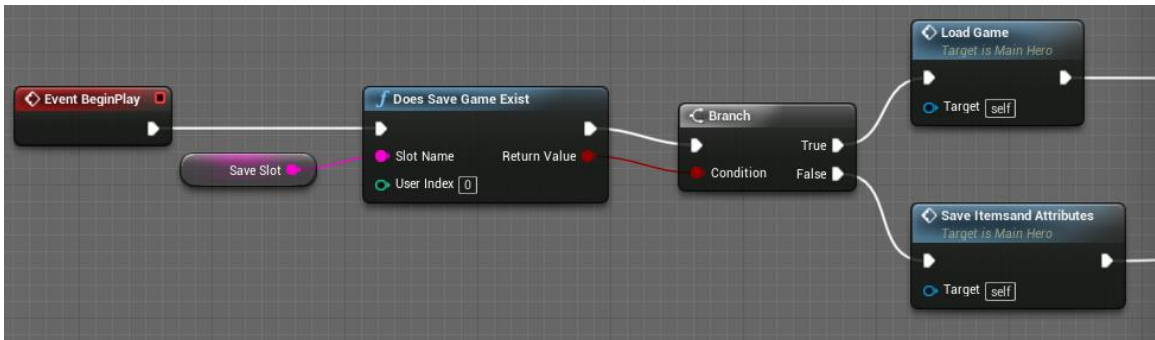 Event BeginPlay
Save Slot
Does Save Game Exist
Slot Name
Return Value
User Index 0
Branch
True
Condition
False
Load Game
Target is Main Hero
Target self
Save Itemsand Attributes
Target is Main Hero
Target self